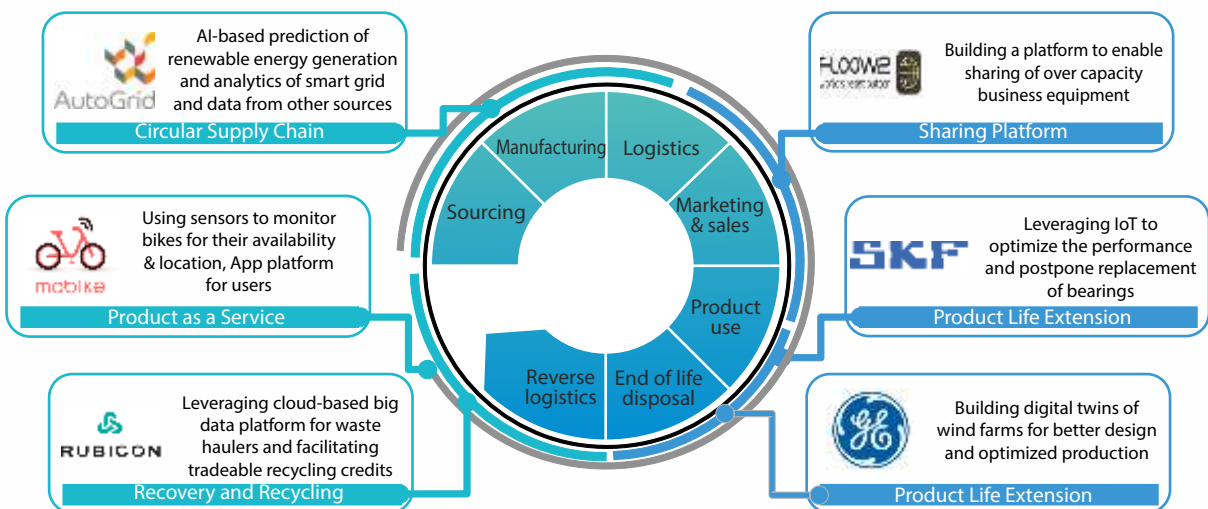 AI-based prediction of
renewable energy generation
and analytics of smart grid
and data from other sources
AutoGrid
Circular Supply Chain
Using sensors to monitor
bikes for their availability
& location, App platform
for users
mobike
Product as a Service
Leveraging cloud-based big
data platform for waste
haulers and facilitating
tradeable recycling credits
RUBICON
Recovery and Recycling
Sourcing
Manufacturing
Logistics
Marketing
& sales
Product
use
End of life
disposal
Reverse
logistics
FLOOW2
Building a platform to enable
sharing of over capacity
business equipment
Sharing Platform
SKF
Leveraging IoT to
optimize the performance
and postpone replacement
of bearings
Product Life Extension
GE
Building digital twins of
wind farms for better design
and optimized production
Product Life Extension